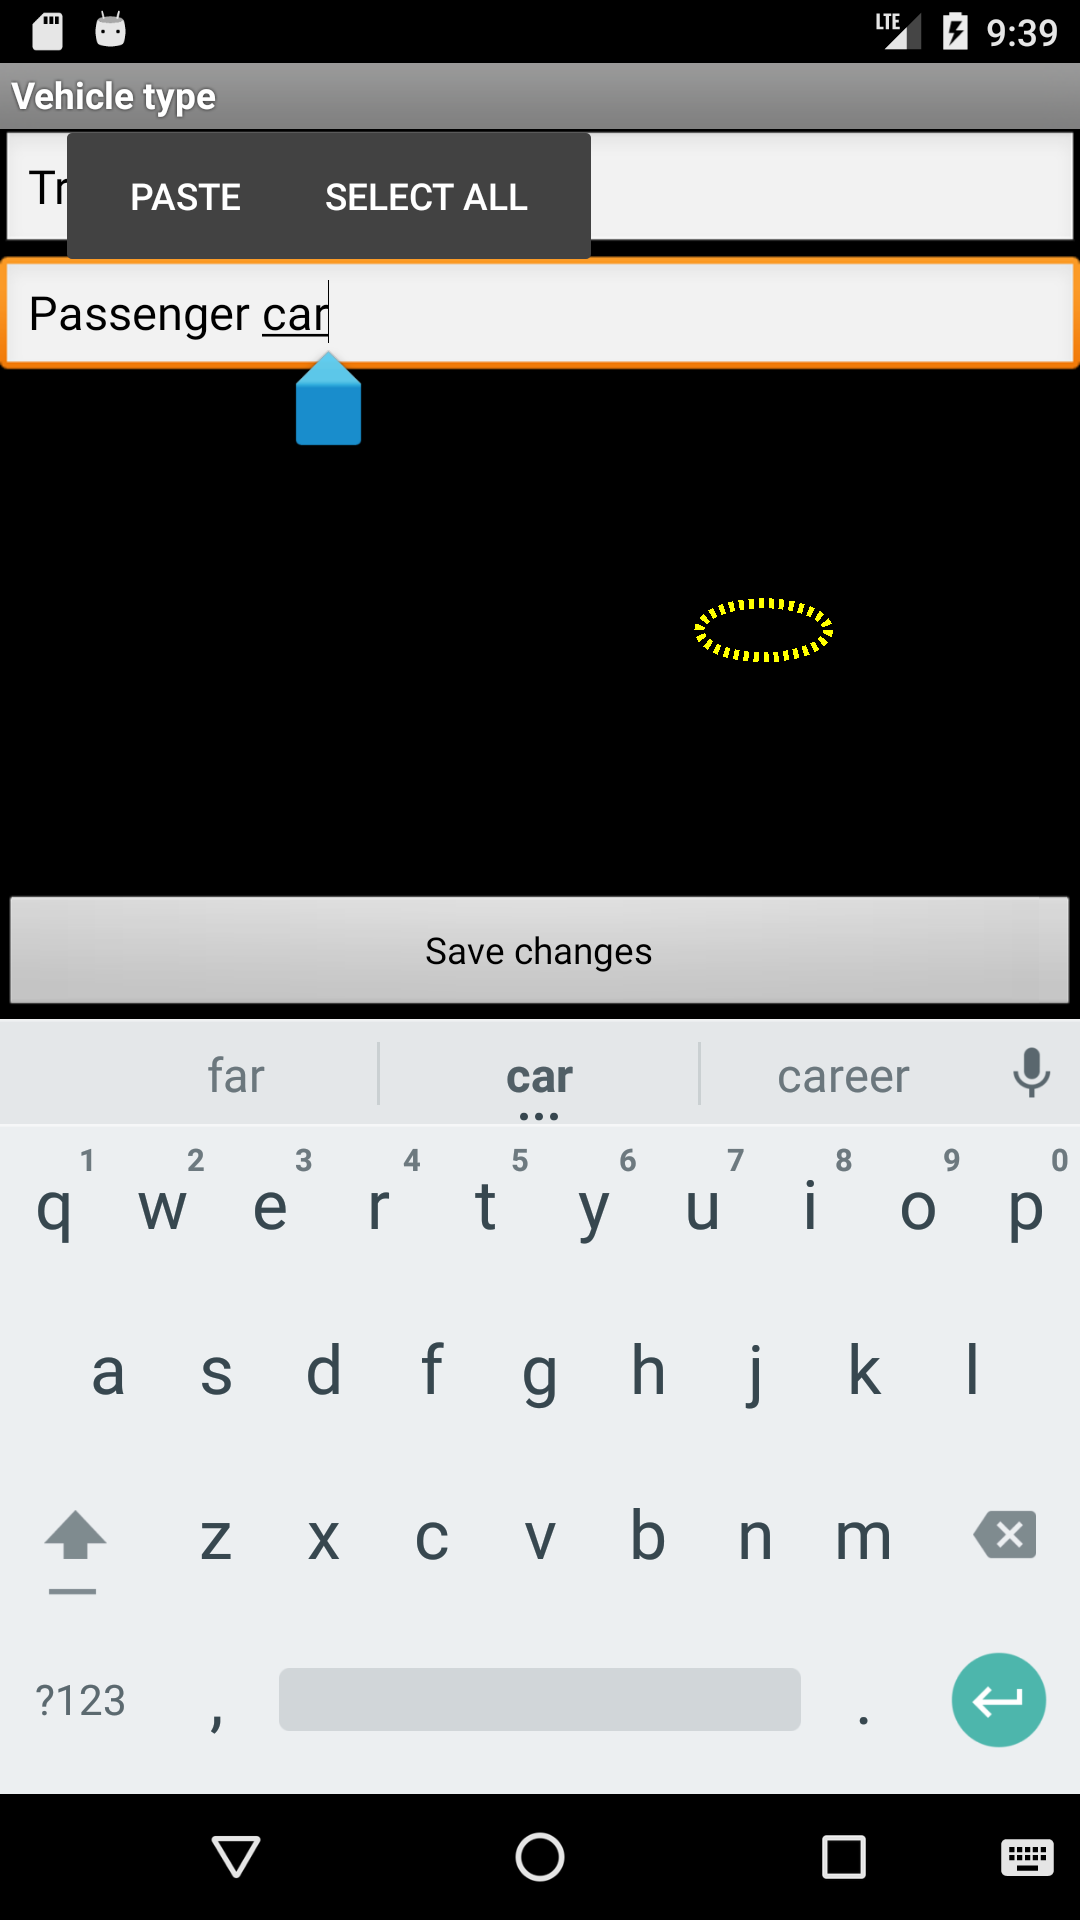 LTE 9:39
Vehicle type
Tr
PASTE SELECT ALL
Passenger car
Save changes
far car career
1 2 3 4 5 6 7 8 9 0
q w e r t y u i o p
a s d f g h j k l
z x c v b n m
?123 , .